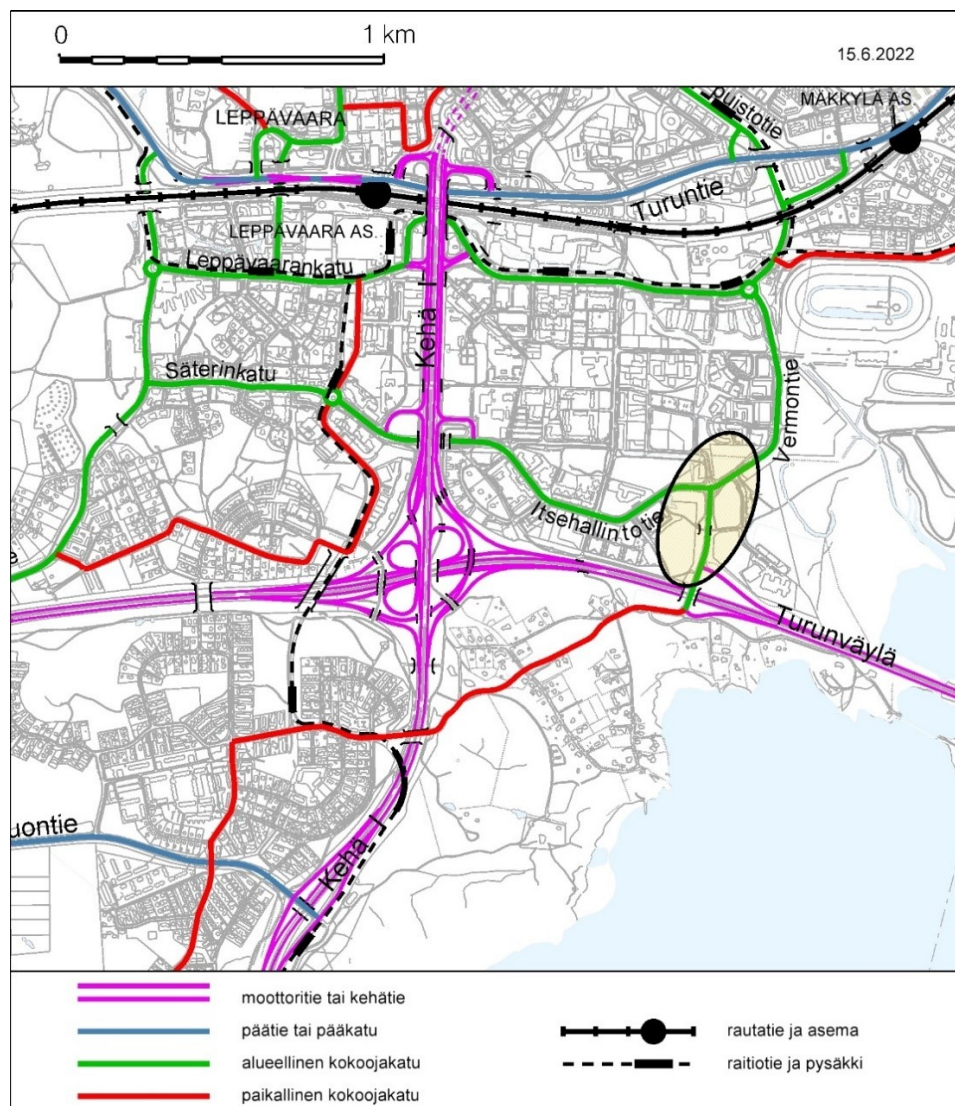 0 1 km
15.6.2022
LEPPÄVAARA
puistotie
MÄKKYLÄ AS.
Turuntie
LEPPÄVAARA AS.
Leppävaarankatu
Kehä I
Säterinkatu
Vermontie
Itsehallintotie
Turunväylä
uontie
Kehä I
moottoritie tai kehätie
päätie tai pääkatu
alueellinen kokoojakatu
paikallinen kokoojakatu
rautatie ja asema
raitiotie ja pysäkki